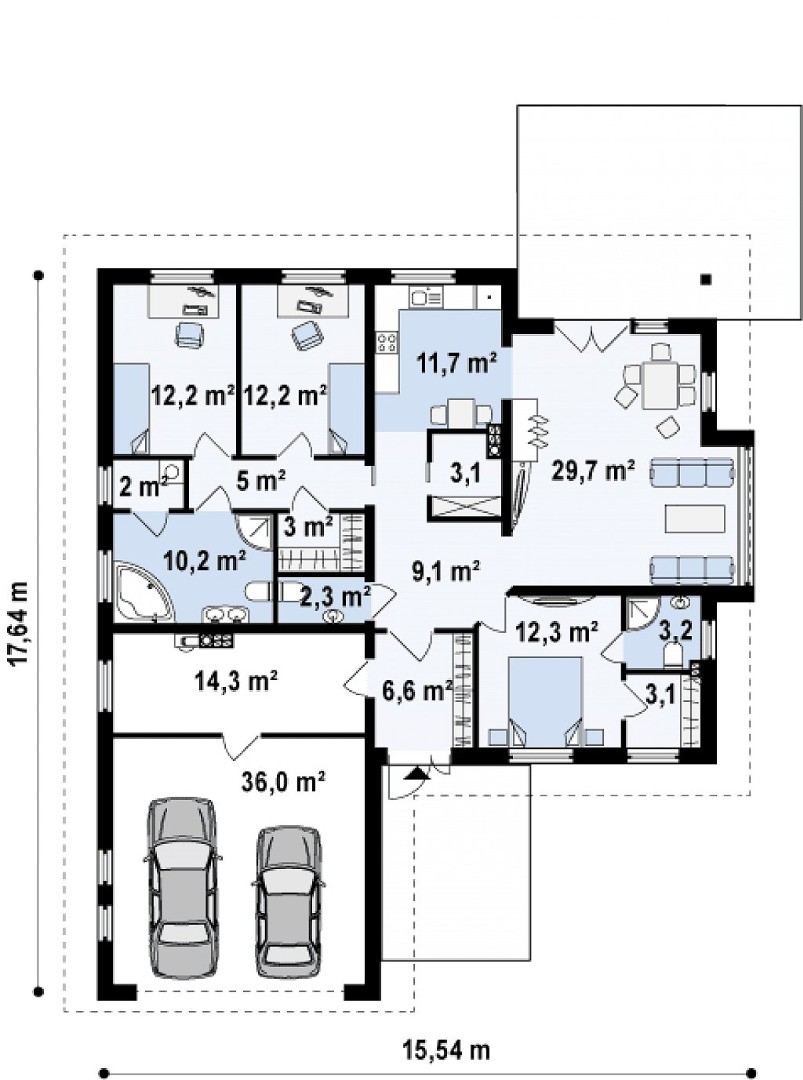 12,2 m²
12,2 m²
11,7 m²
29,7 m²
3,1
2 m²
5 m²
3 m²
10,2 m²
9,1 m²
2,3 m²
12,3 m²
3,2
17,64 m
14,3 m²
6,6 m²
3,1
36,0 m²
15,54 m